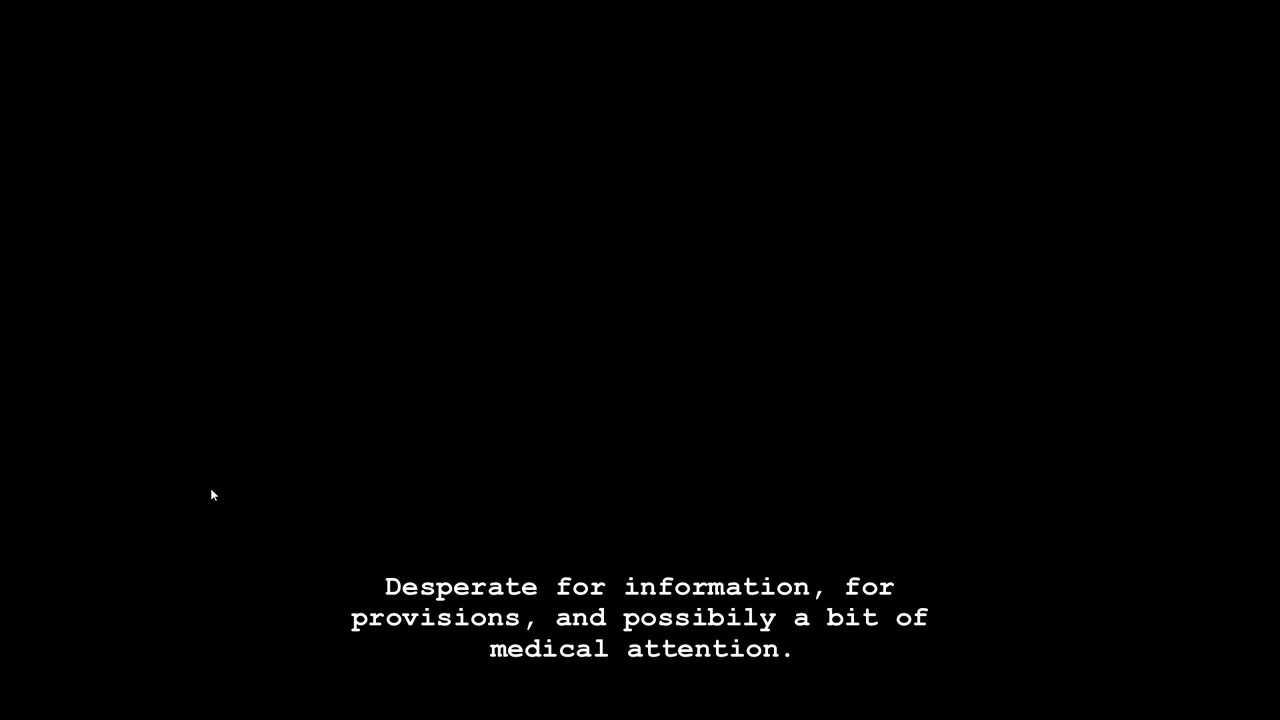 Desperate for information, for
provisions, and possibily a bit of
medical attention.